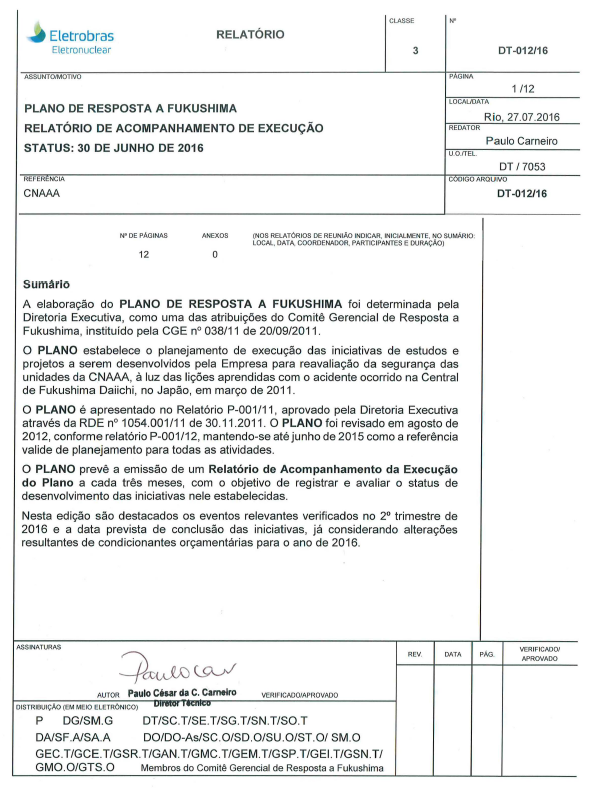 Eletrobras
Eletronuclear
RELATÓRIO
CLASSE
3
Nº
DT-012/16
ASSUNTO/MOTIVO
PLANO DE RESPOSTA A FUKUSHIMA
RELATÓRIO DE ACOMPANHAMENTO DE EXECUÇÃO
STATUS: 30 DE JUNHO DE 2016
PÁGINA
1 /12
LOCAL/DATA
Rio, 27.07.2016
REDATOR
Paulo Carneiro
U.O./TEL.
DT / 7053
REFERÊNCIA
CNAAA
CÓDIGO ARQUIVO
DT-012/16
Nº DE PÁGINAS
12
ANEXOS
0
(NOS RELATÓRIOS DE REUNIÃO INDICAR, INICIALMENTE, NO SUMÁRIO:
LOCAL, DATA, COORDENADOR, PARTICIPANTES E DURAÇÃO)
Sumário
A elaboração do PLANO DE RESPOSTA A FUKUSHIMA foi determinada pela
Diretoria Executiva, como uma das atribuições do Comitê Gerencial de Resposta a
Fukushima, instituído pela CGE nº 038/11 de 20/09/2011.
O PLANO estabelece o planejamento de execução das iniciativas de estudos e
projetos a serem desenvolvidos pela Empresa para reavaliação da segurança das
unidades da CNAAA, à luz das lições aprendidas com o acidente ocorrido na Central
de Fukushima Daiichi, no Japão, em março de 2011.
O PLANO é apresentado no Relatório P-001/11, aprovado pela Diretoria Executiva
através da RDE nº 1054.001/11 de 30.11.2011. O PLANO foi revisado em agosto de
2012, conforme relatório P-001/12, mantendo-se até junho de 2015 como a referência
valide de planejamento para todas as atividades.
O PLANO prevê a emissão de um Relatório de Acompanhamento da Execução
do Plano a cada três meses, com o objetivo de registrar e avaliar o status de
desenvolvimento das iniciativas nele estabelecidas.
Nesta edição são destacados os eventos relevantes verificados no 2º trimestre de
2016 e a data prevista de conclusão das iniciativas, já considerando alterações
resultantes de condicionantes orçamentárias para o ano de 2016.
ASSINATURAS
REV.
DATA
PÁG.
VERIFICADO/
APROVADO
AUTOR Paulo César da C. Carneiro
Diretor Técnico
VERIFICADO/APROVADO
DISTRIBUIÇÃO (EM MEIO ELETRÔNICO)
P DG/SM.G DT/SC.T/SE.T/SG.T/SN.T/SO.T
DA/SF.A/SA.A DO/DO-As/SC.O/SD.O/SU.O/ST.O/ SM.O
GEC.T/GCE.T/GSR.T/GAN.T/GMC.T/GEM.T/GSP.T/GEI.T/GSN.T/
GMO.O/GTS.O Membros do Comitê Gerencial de Resposta a Fukushima